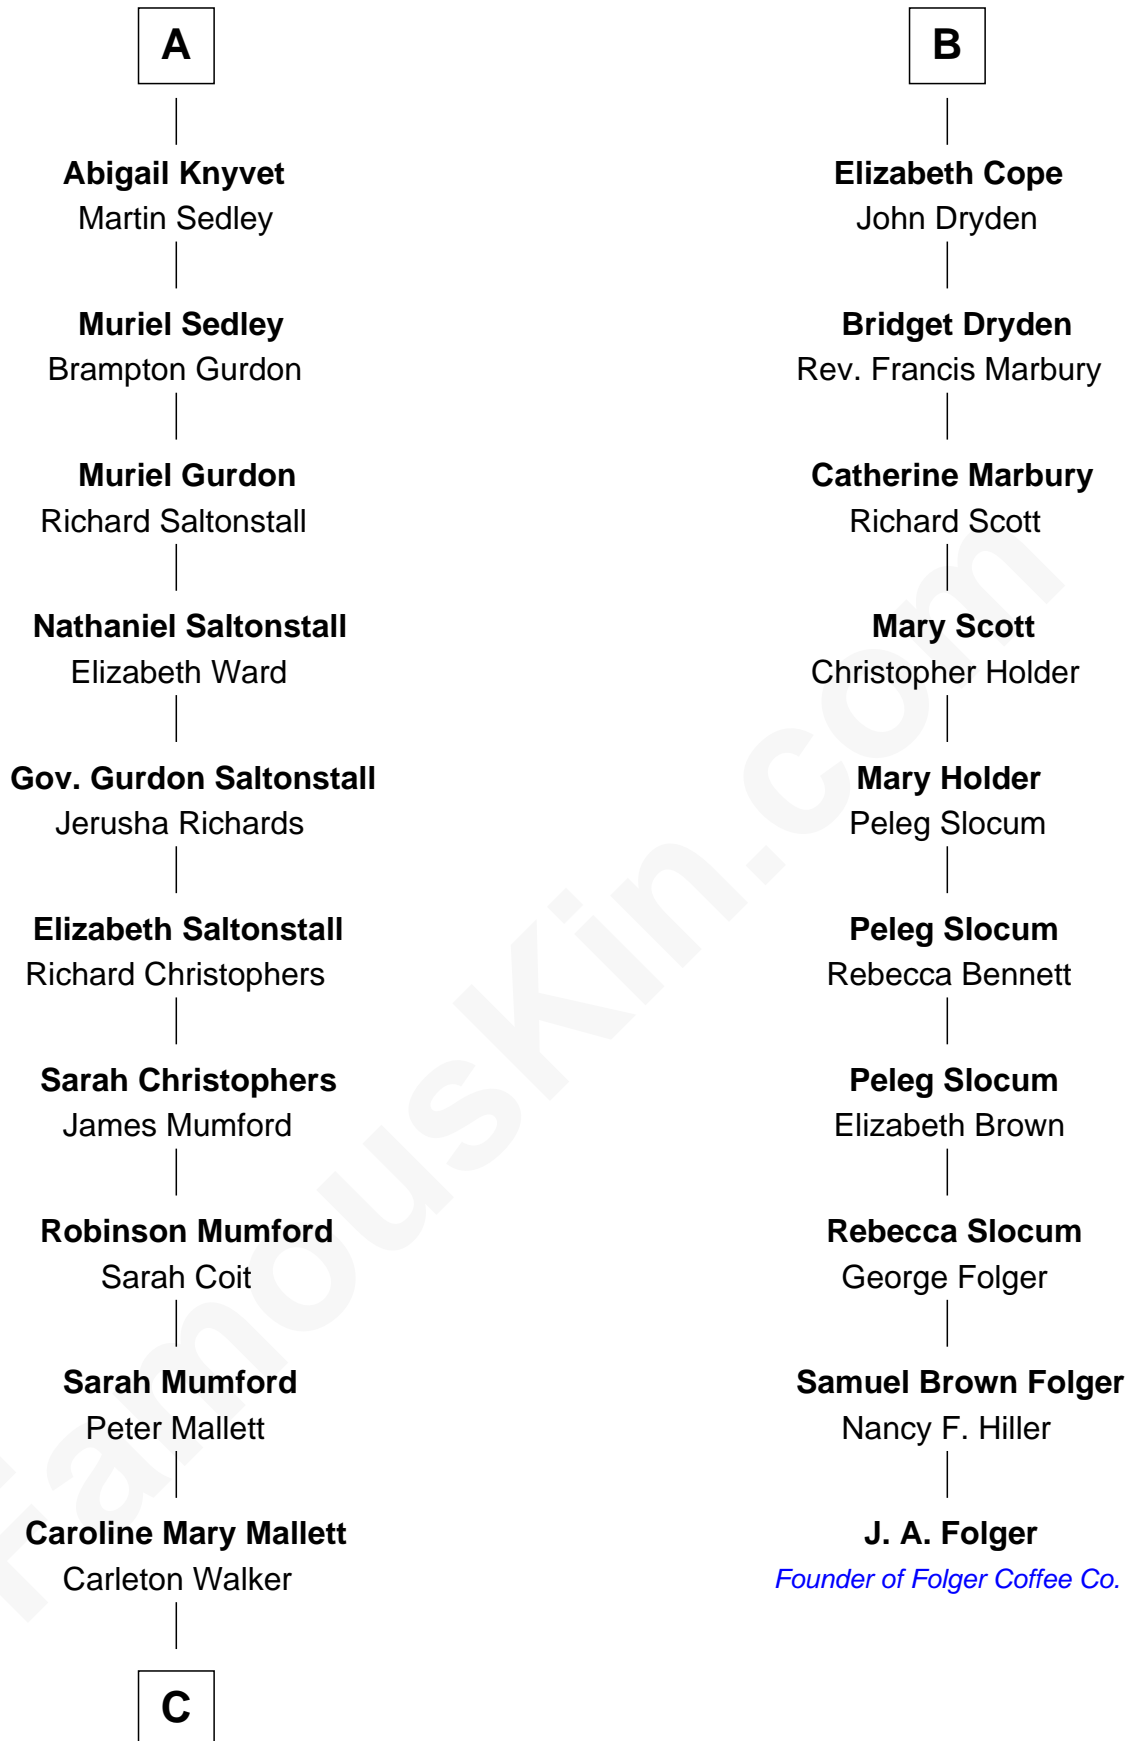 A
Abigail Knyvet
Martin Sedley
Muriel Sedley
Brampton Gurdon
Muriel Gurdon
Richard Saltonstall
Nathaniel Saltonstall
Elizabeth Ward
Gov. Gurdon Saltonstall
Jerusha Richards
Elizabeth Saltonstall
Richard Christophers
Sarah Christophers
James Mumford
Robinson Mumford
Sarah Coit
Sarah Mumford
Peter Mallett
Caroline Mary Mallett
Carleton Walker
C
B
Elizabeth Cope
John Dryden
Bridget Dryden
Rev. Francis Marbury
Catherine Marbury
Richard Scott
Mary Scott
Christopher Holder
Mary Holder
Peleg Slocum
Peleg Slocum
Rebecca Bennett
Peleg Slocum
Elizabeth Brown
Rebecca Slocum
George Folger
Samuel Brown Folger
Nancy F. Hiller
J. A. Folger
Founder of Folger Coffee Co.
FamousKin.com